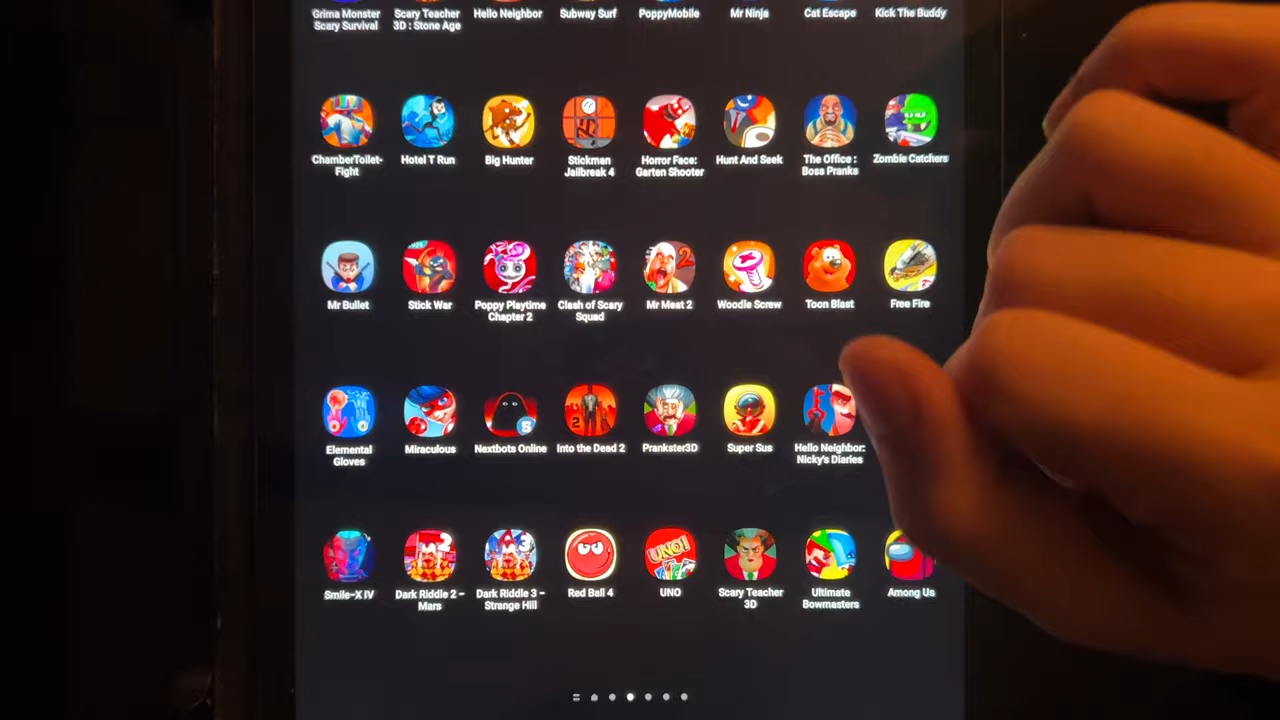 Grima Monster Scary Survival
Scary Teacher 3D : Stone Age
Hello Neighbor
Subway Surf
PoppyMobile
Mr Ninja
Cat Escape
Kick The Buddy
ChamberToilet-Fight
Hotel T Run
Big Hunter
Stickman Jailbreak 4
Horror Face: Garten Shooter
Hunt And Seek
The Office : Boss Pranks
Zombie Catchers
2
Mr Bullet
Stick War
Poppy Playtime Chapter 2
Clash of Scary Squad
Mr Meat 2
Woodle Screw
Toon Blast
Free Fire
2
S
Elemental Gloves
Miraculous
Nextbots Online
Into the Dead 2
Prankster3D
Super Sus
Hello Neighbor: Nicky's Diaries
2
3
UNO!
Smile-X IV
Dark Riddle 2 - Mars
Dark Riddle 3 - Strange Hill
Red Ball 4
UNO
Scary Teacher 3D
Ultimate Bowmasters
Among Us